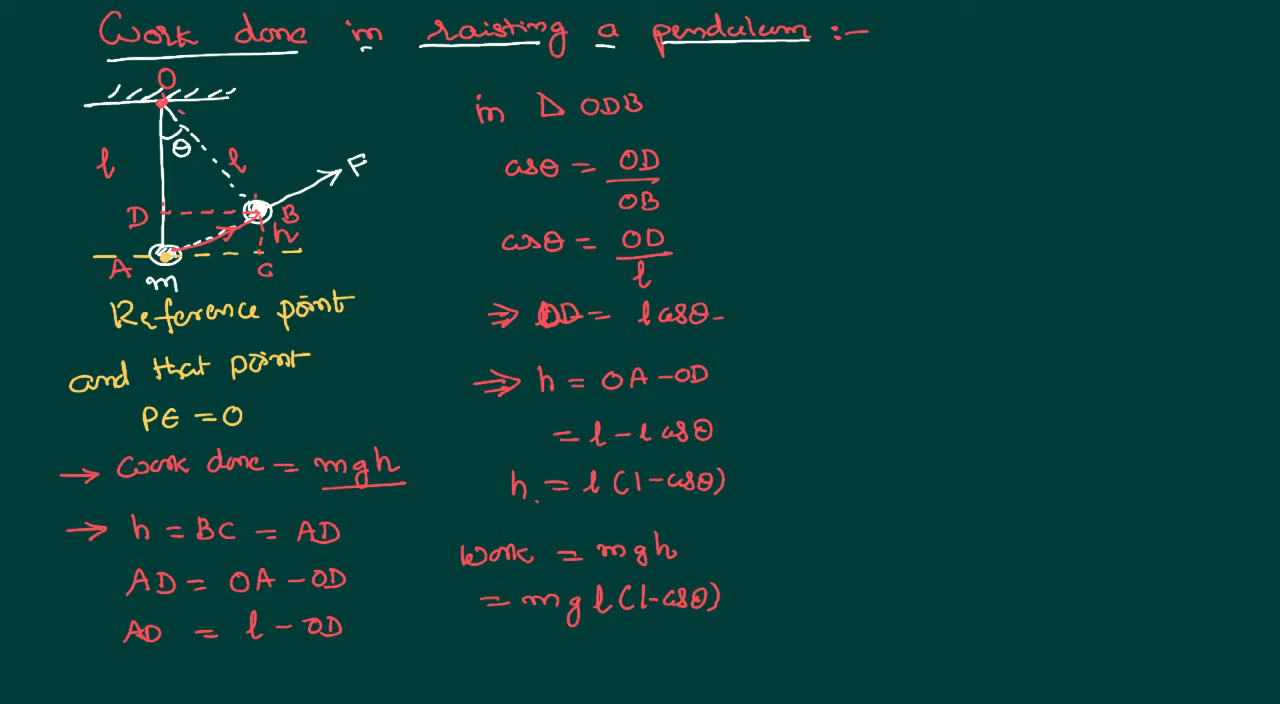 Work done in raisting a pendulum :-
O
θ
l
l
F
D
B
h
A
C
m
Reference point
and that point
PE = 0
→ Work done = mgh
→ h = BC = AD
AD = OA - OD
AD = l - OD
in △ ODB
cosθ = OD/OB
cosθ = OD/l
⇒ OD = l cosθ
⇒ h = OA - OD
= l - l cosθ
h = l (1 - cosθ)
Work = mgh
= mgl (1 - cosθ)